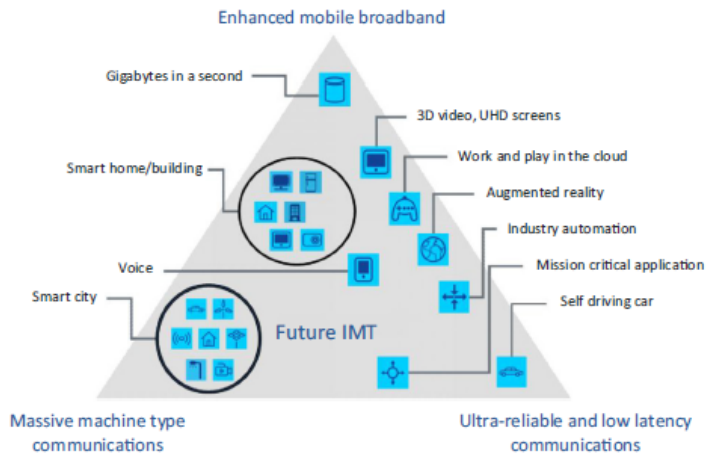 Enhanced mobile broadband
Gigabytes in a second
3D video, UHD screens
Work and play in the cloud
Smart home/building
Augmented reality
Industry automation
Voice
Mission critical application
Smart city
Self driving car
Future IMT
Massive machine type
communications
Ultra-reliable and low latency
communications